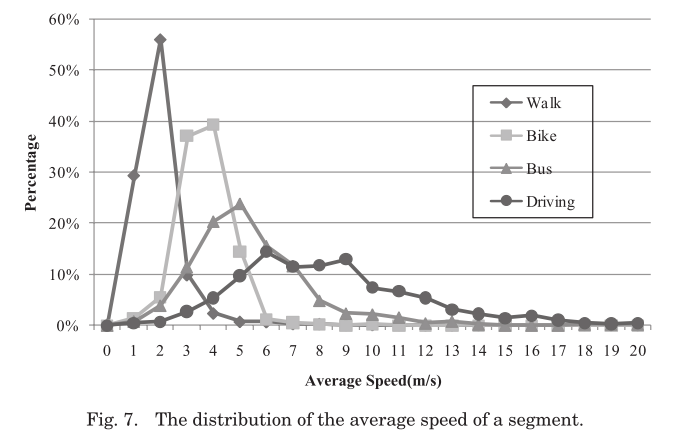 60%
50%
40%
30%
20%
10%
0%
Percentage
Walk
Bike
Bus
Driving
0 1 2 3 4 5 6 7 8 9 10 11 12 13 14 15 16 17 18 19 20
Average Speed(m/s)
Fig. 7. The distribution of the average speed of a segment.